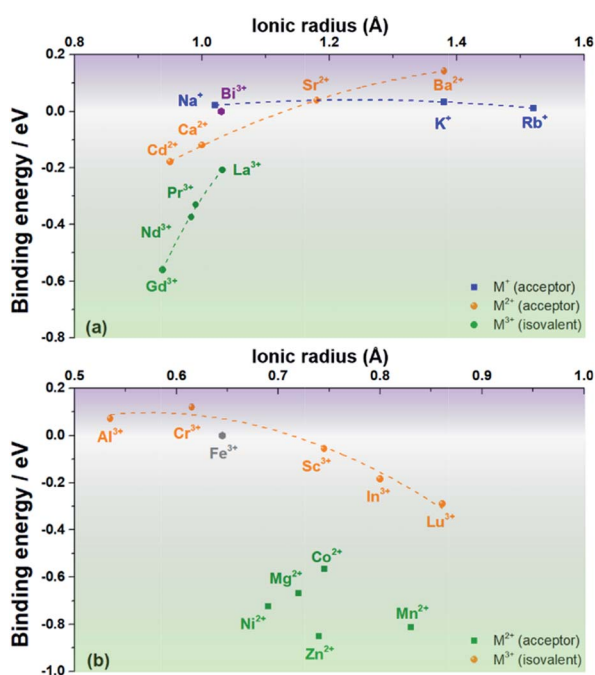 Ionic radius (Å)
0.8 1.0 1.2 1.4 1.6
0.2
Sr²⁺ Ba²⁺
Na⁺ Bi³⁺
0.0
Ca²⁺ K⁺ Rb⁺
Cd²⁺
-0.2
La³⁺
Pr³⁺
-0.4
Nd³⁺
-0.6
Gd³⁺
M⁺ (acceptor)
M²⁺ (acceptor)
M³⁺ (isovalent)
-0.8
(a)
Binding energy / eV
Ionic radius (Å)
0.5 0.6 0.7 0.8 0.9 1.0
0.2
Al³⁺ Cr³⁺
0.0
Fe³⁺
Sc³⁺
-0.2
In³⁺
Lu³⁺
-0.4
Co²⁺
-0.6
Mg²⁺
Ni²⁺ Mn²⁺
-0.8
Zn²⁺
M²⁺ (acceptor)
M³⁺ (isovalent)
-1.0
(b)
Binding energy / eV